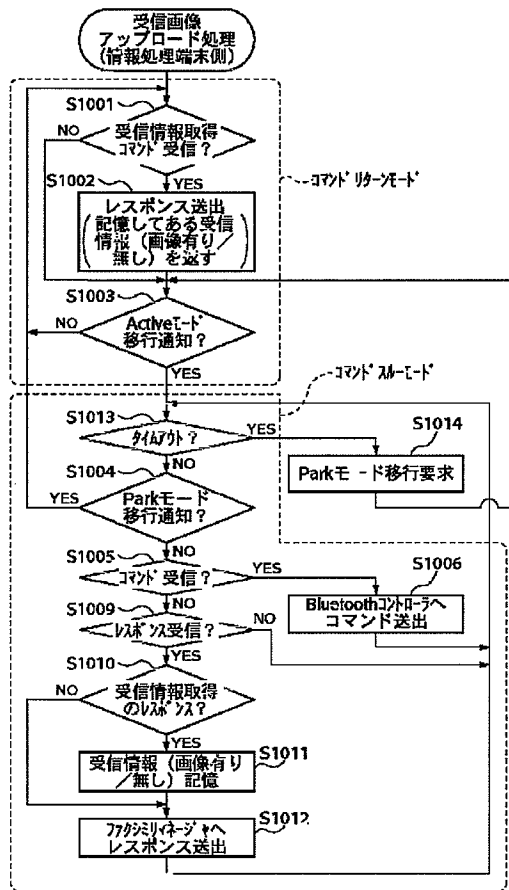 受信画像
アップロード処理
(情報処理端末側)
S1001
NO
受信情報取得
コマンド受信?
コマンドリターンモード
S1002
YES
レスポンス送出
(記憶してある受信
情報(画像有り/
無し)を返す)
S1003
NO
Activeモード
移行通知?
YES
コマンドスルーモード
S1013
タイムアウト?
YES
S1014
Parkモード移行要求
NO
S1004
YES
Parkモード
移行通知?
NO
S1005
コマンド受信?
YES
S1006
Bluetoothコントローラへ
コマンド送出
NO
S1009
レスポンス受信?
NO
YES
S1010
NO
受信情報取得
のレスポンス?
YES
S1011
受信情報(画像有り
/無し)記憶
S1012
ファクシミリィネージャへ
レスポンス送出